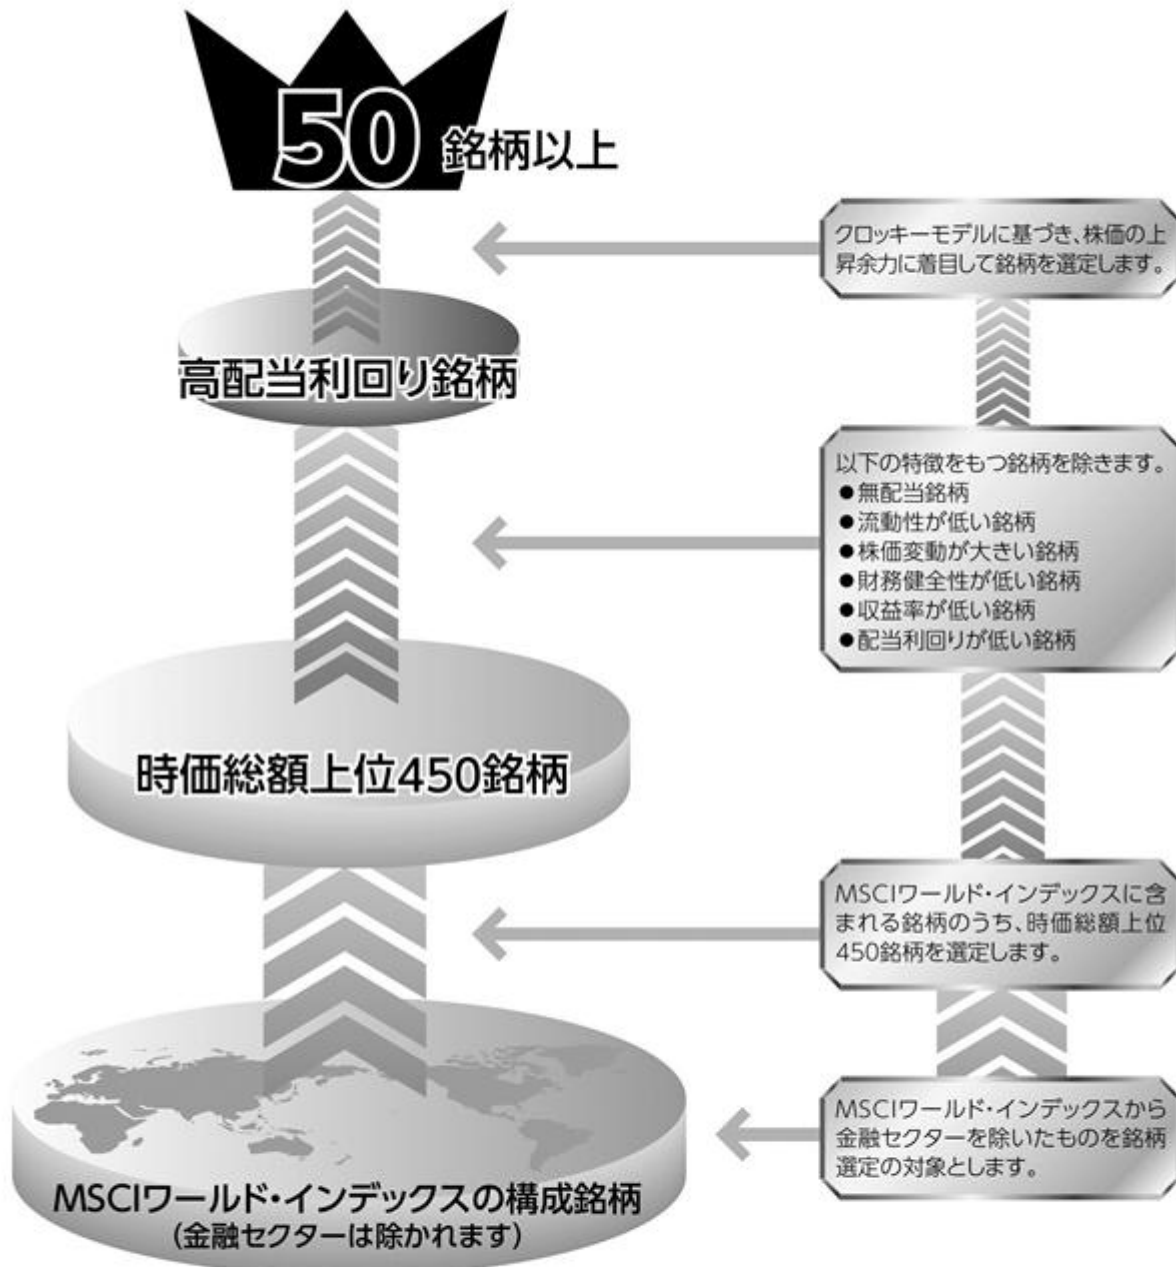 50 銘柄以上
クロッキーモデルに基づき、株価の上
昇余力に着目して銘柄を選定します。
高配当利回り銘柄
以下の特徴をもつ銘柄を除きます。
●無配当銘柄
●流動性が低い銘柄
●株価変動が大きい銘柄
●財務健全性が低い銘柄
●収益率が低い銘柄
●配当利回りが低い銘柄
時価総額上位450銘柄
MSCIワールド・インデックスに含
まれる銘柄のうち、時価総額上位
450銘柄を選定します。
MSCIワールド・インデックスから
金融セクターを除いたものを銘柄
選定の対象とします。
MSCIワールド・インデックスの構成銘柄
(金融セクターは除かれます)